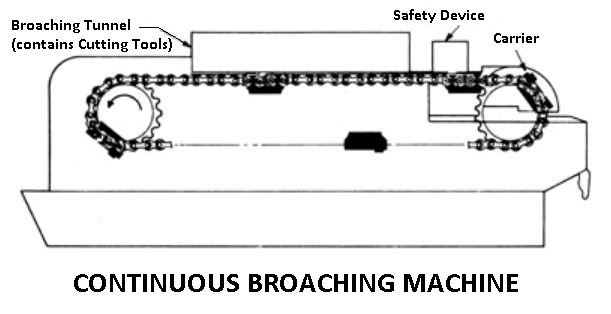 Broaching Tunnel
(contains Cutting Tools)
Safety Device
Carrier
CONTINUOUS BROACHING MACHINE